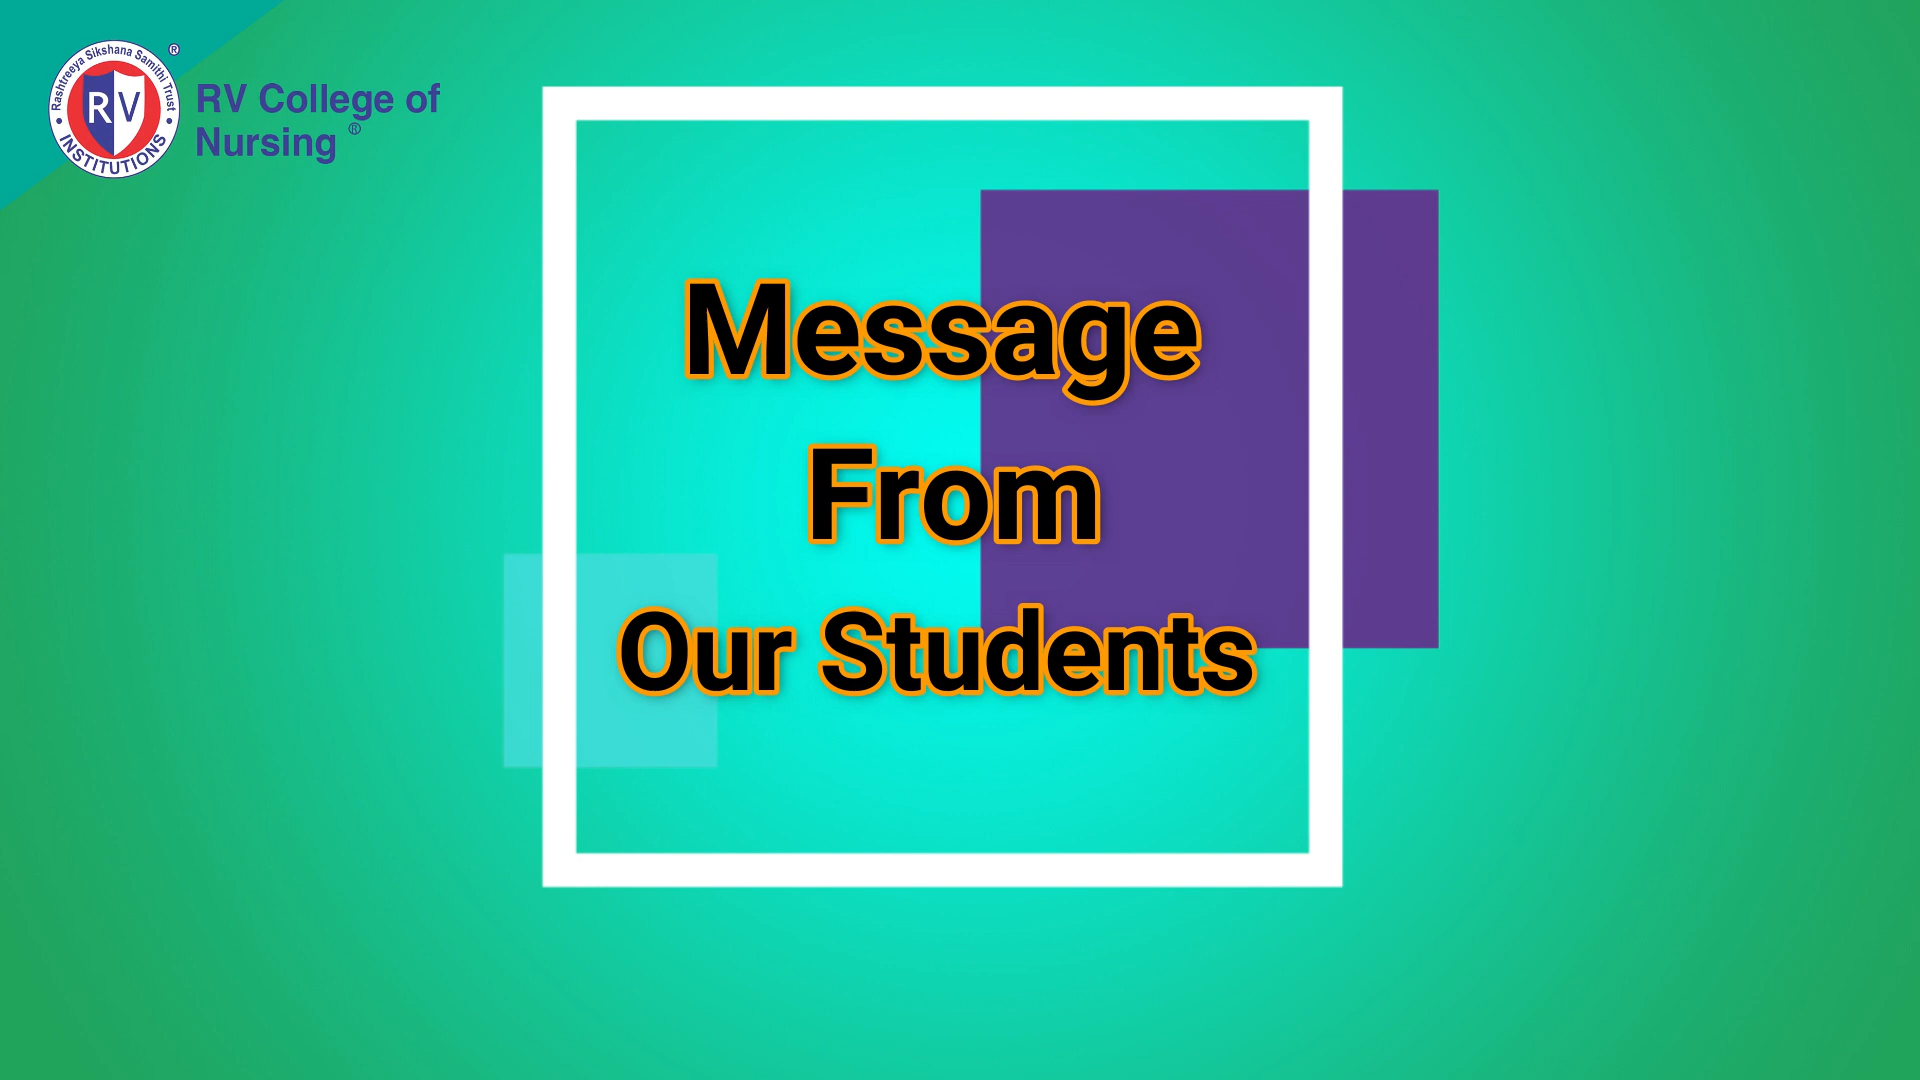 Rashtreeya Sikshana Samithi Trust
®
RV
INSTITUTIONS
RV College of
Nursing ®
Message
From
Our Students